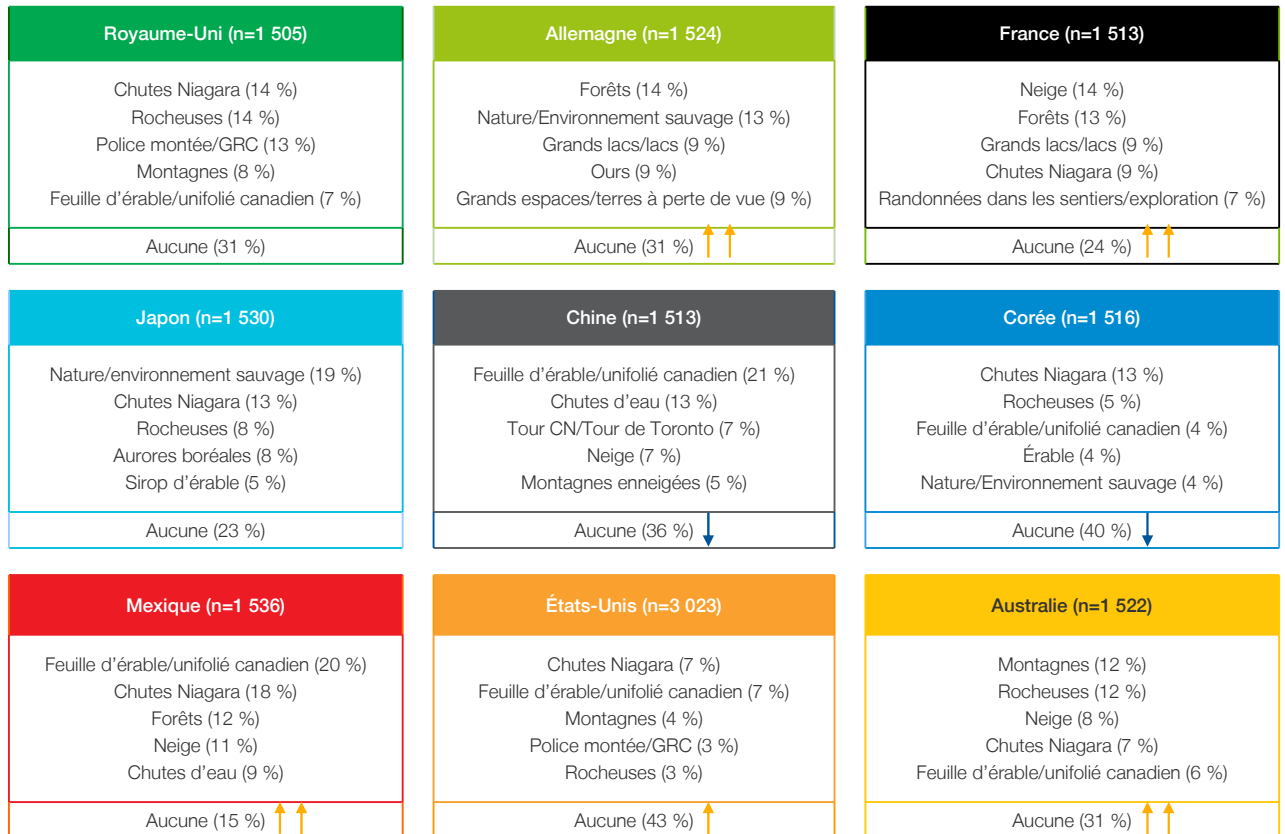 Royaume-Uni (n=1 505)
Chutes Niagara (14 %)
Rocheuses (14 %)
Police montée/GRC (13 %)
Montagnes (8 %)
Feuille d'érable/unifolié canadien (7 %)
Aucune (31 %)
Allemagne (n=1 524)
Forêts (14 %)
Nature/Environnement sauvage (13 %)
Grands lacs/lacs (9 %)
Ours (9 %)
Grands espaces/terres à perte de vue (9 %)
Aucune (31 %)
France (n=1 513)
Neige (14 %)
Forêts (13 %)
Grands lacs/lacs (9 %)
Chutes Niagara (9 %)
Randonnées dans les sentiers/exploration (7 %)
Aucune (24 %)
Japon (n=1 530)
Nature/environnement sauvage (19 %)
Chutes Niagara (13 %)
Rocheuses (8 %)
Aurores boréales (8 %)
Sirop d'érable (5 %)
Aucune (23 %)
Chine (n=1 513)
Feuille d'érable/unifolié canadien (21 %)
Chutes d'eau (13 %)
Tour CN/Tour de Toronto (7 %)
Neige (7 %)
Montagnes enneigées (5 %)
Aucune (36 %)
Corée (n=1 516)
Chutes Niagara (13 %)
Rocheuses (5 %)
Feuille d'érable/unifolié canadien (4 %)
Érable (4 %)
Nature/Environnement sauvage (4 %)
Aucune (40 %)
Mexique (n=1 536)
Feuille d'érable/unifolié canadien (20 %)
Chutes Niagara (18 %)
Forêts (12 %)
Neige (11 %)
Chutes d'eau (9 %)
Aucune (15 %)
États-Unis (n=3 023)
Chutes Niagara (7 %)
Feuille d'érable/unifolié canadien (7 %)
Montagnes (4 %)
Police montée/GRC (3 %)
Rocheuses (3 %)
Aucune (43 %)
Australie (n=1 522)
Montagnes (12 %)
Rocheuses (12 %)
Neige (8 %)
Chutes Niagara (7 %)
Feuille d'érable/unifolié canadien (6 %)
Aucune (31 %)